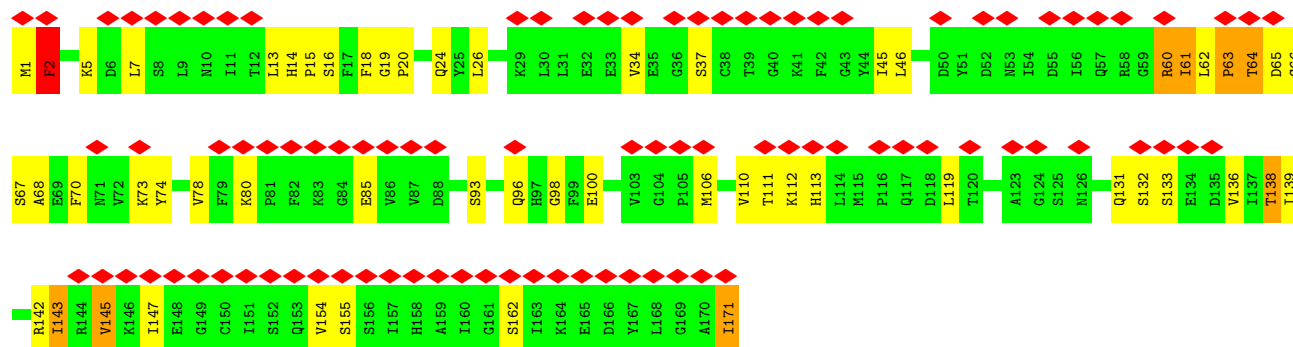 M1 F2 K5 D6 L7 S8 L9 N10 I11 T12 L13 H14 P15 S16 F17 F18 G19 P20 Q24 Y25 L26 K29 L30 L31 E32 E33 V34 E35 G36 S37 C38 T39 G40 K41 F42 G43 Y44 I45 L46 D50 Y51 D52 N53 I54 D55 I56 Q57 R58 G59 R60 I61 L62 P63 T64 D65
S67 A68 E69 F70 N71 V72 K73 Y74 V78 F79 K80 P81 F82 K83 G84 E85 V86 V87 D88 S93 Q96 H97 G98 F99 E100 V103 G104 P105 M106 V110 T111 K112 H113 L114 M115 P116 Q117 D118 L119 T120 A123 G124 S125 N126 Q131 S132 S133 E134 D135 V136 I137 T138 I139
R142 I143 R144 V145 K146 I147 E148 G149 C150 I151 S152 Q153 V154 S155 S156 I157 H158 A159 I160 G161 S162 I163 K164 E165 D166 Y167 L168 G169 A170 I171